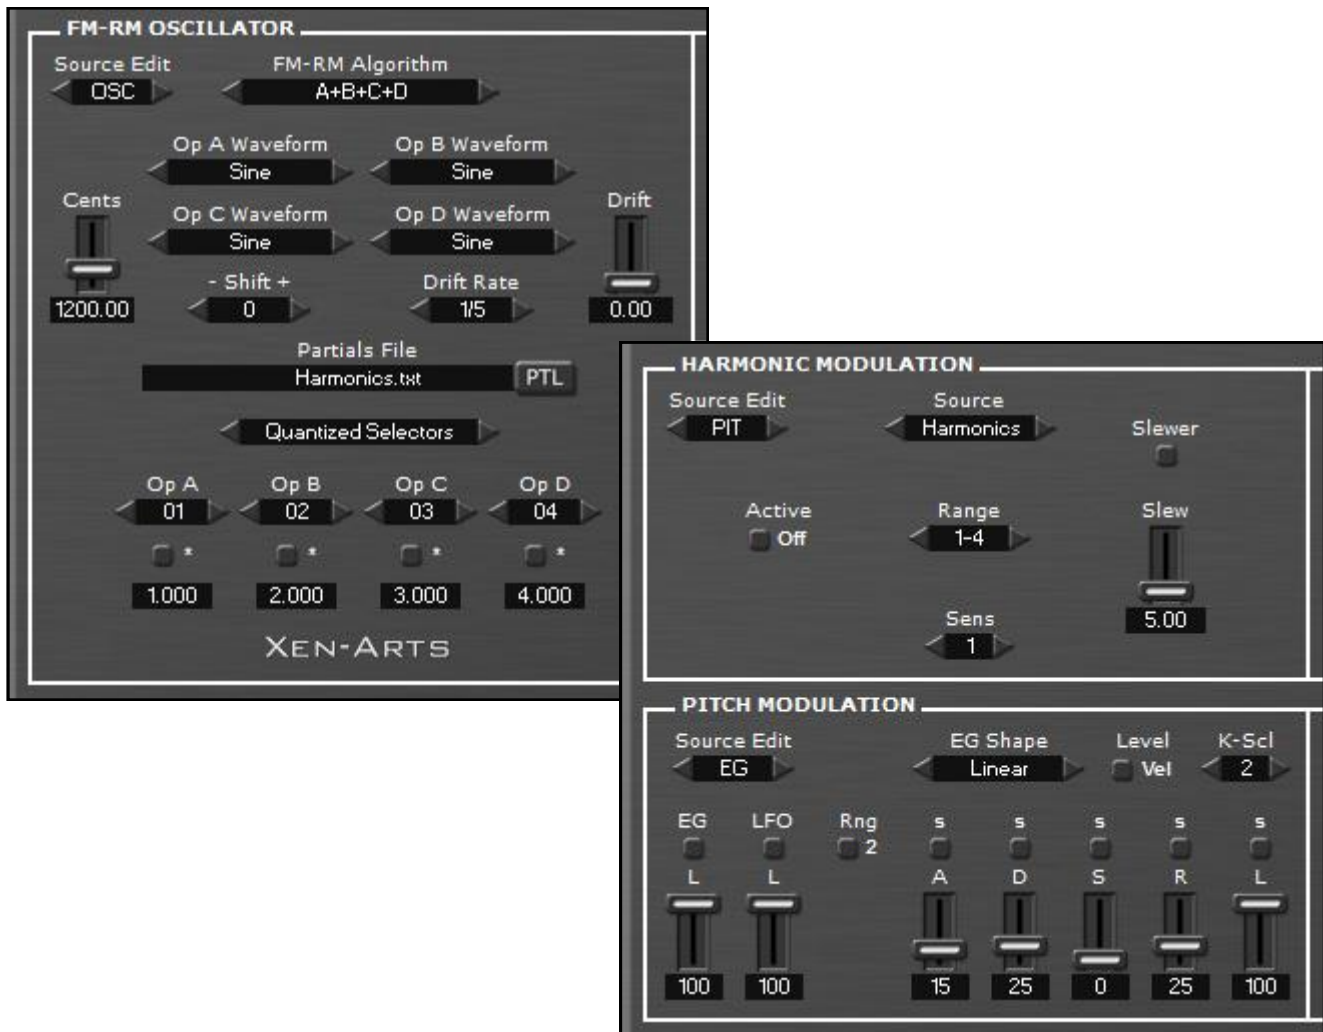 FM-RM OSCILLATOR
Source Edit FM-RM Algorithm
OSC A+B+C+D
Op A Waveform Op B Waveform
Sine Sine
Cents Drift
Op C Waveform Op D Waveform
Sine Sine
- Shift + Drift Rate
1200.00 0 1/5 0.00
Partials File
Harmonics.txt PTL
Quantized Selectors
Op A Op B Op C Op D
01 02 03 04
* * * *
1.000 2.000 3.000 4.000
XEN-ARTS
HARMONIC MODULATION
Source Edit Source
PIT Harmonics Slewer
Active Range Slew
Off 1-4
Sens 5.00
1
PITCH MODULATION
Source Edit EG Shape Level K-Scl
EG Linear Vel 2
EG LFO Rng s s s s s
2
L L A D S R L
100 100 15 25 0 25 100